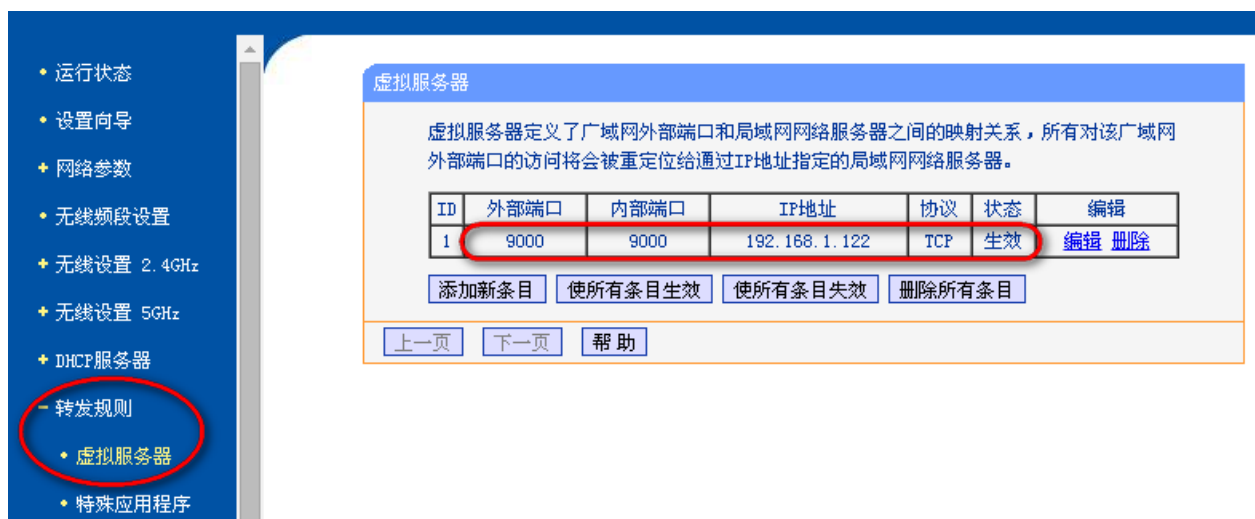 运行状态
设置向导
网络参数
无线频段设置
无线设置 2.4GHz
无线设置 5GHz
DHCP服务器
转发规则
虚拟服务器
特殊应用程序
虚拟服务器
虚拟服务器定义了广域网外部端口和局域网网络服务器之间的映射关系，所有对该广域网
外部端口的访问将会被重定位给通过IP地址指定的局域网网络服务器。
ID 外部端口 内部端口 IP地址 协议 状态 编辑
1 9000 9000 192.168.1.122 TCP 生效 编辑 删除
添加新条目 使所有条目生效 使所有条目失效 删除所有条目
上一页 下一页 帮助